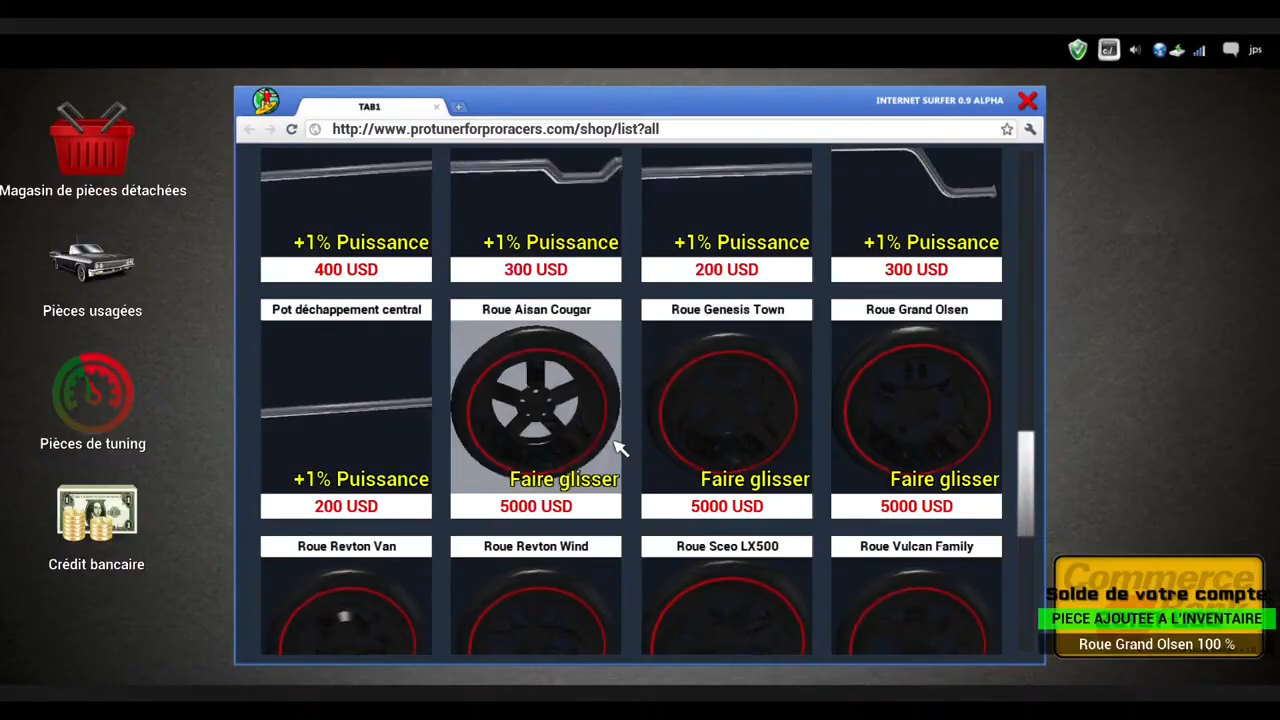 jps
TAB1
INTERNET SURFER 0.9 ALPHA
http://www.protunerforproracers.com/shop/list?all
Magasin de pièces détachées
Pièces usagées
Pièces de tuning
Crédit bancaire
+1% Puissance +1% Puissance +1% Puissance +1% Puissance
400 USD 300 USD 200 USD 300 USD
Pot déchappement central Roue Aisan Cougar Roue Genesis Town Roue Grand Olsen
+1% Puissance Faire glisser Faire glisser Faire glisser
200 USD 5000 USD 5000 USD 5000 USD
Roue Revton Van Roue Revton Wind Roue Sceo LX500 Roue Vulcan Family
Commerce
Solde de votre compte:
PIECE AJOUTEE A L'INVENTAIRE
Roue Grand Olsen 100 %